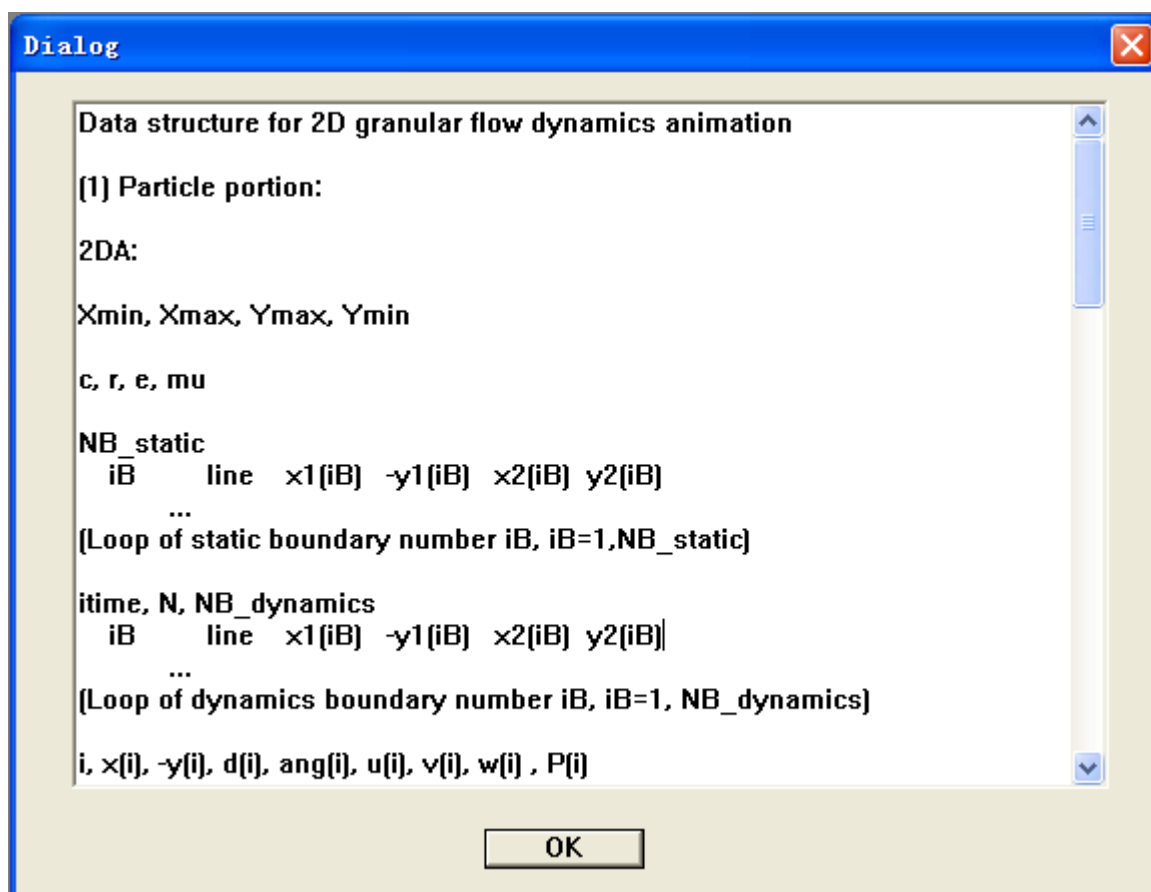 Dialog
Data structure for 2D granular flow dynamics animation
(1) Particle portion:
2DA:
Xmin, Xmax, Ymax, Ymin
c, r, e, mu
NB_static
iB line x1(iB) -y1(iB) x2(iB) y2(iB)
...
(Loop of static boundary number iB, iB=1,NB_static)
itime, N, NB_dynamics
iB line x1(iB) -y1(iB) x2(iB) y2(iB)
...
(Loop of dynamics boundary number iB, iB=1, NB_dynamics)
i, x(i), -y(i), d(i), ang(i), u(i), v(i), w(i) , P(i)
OK